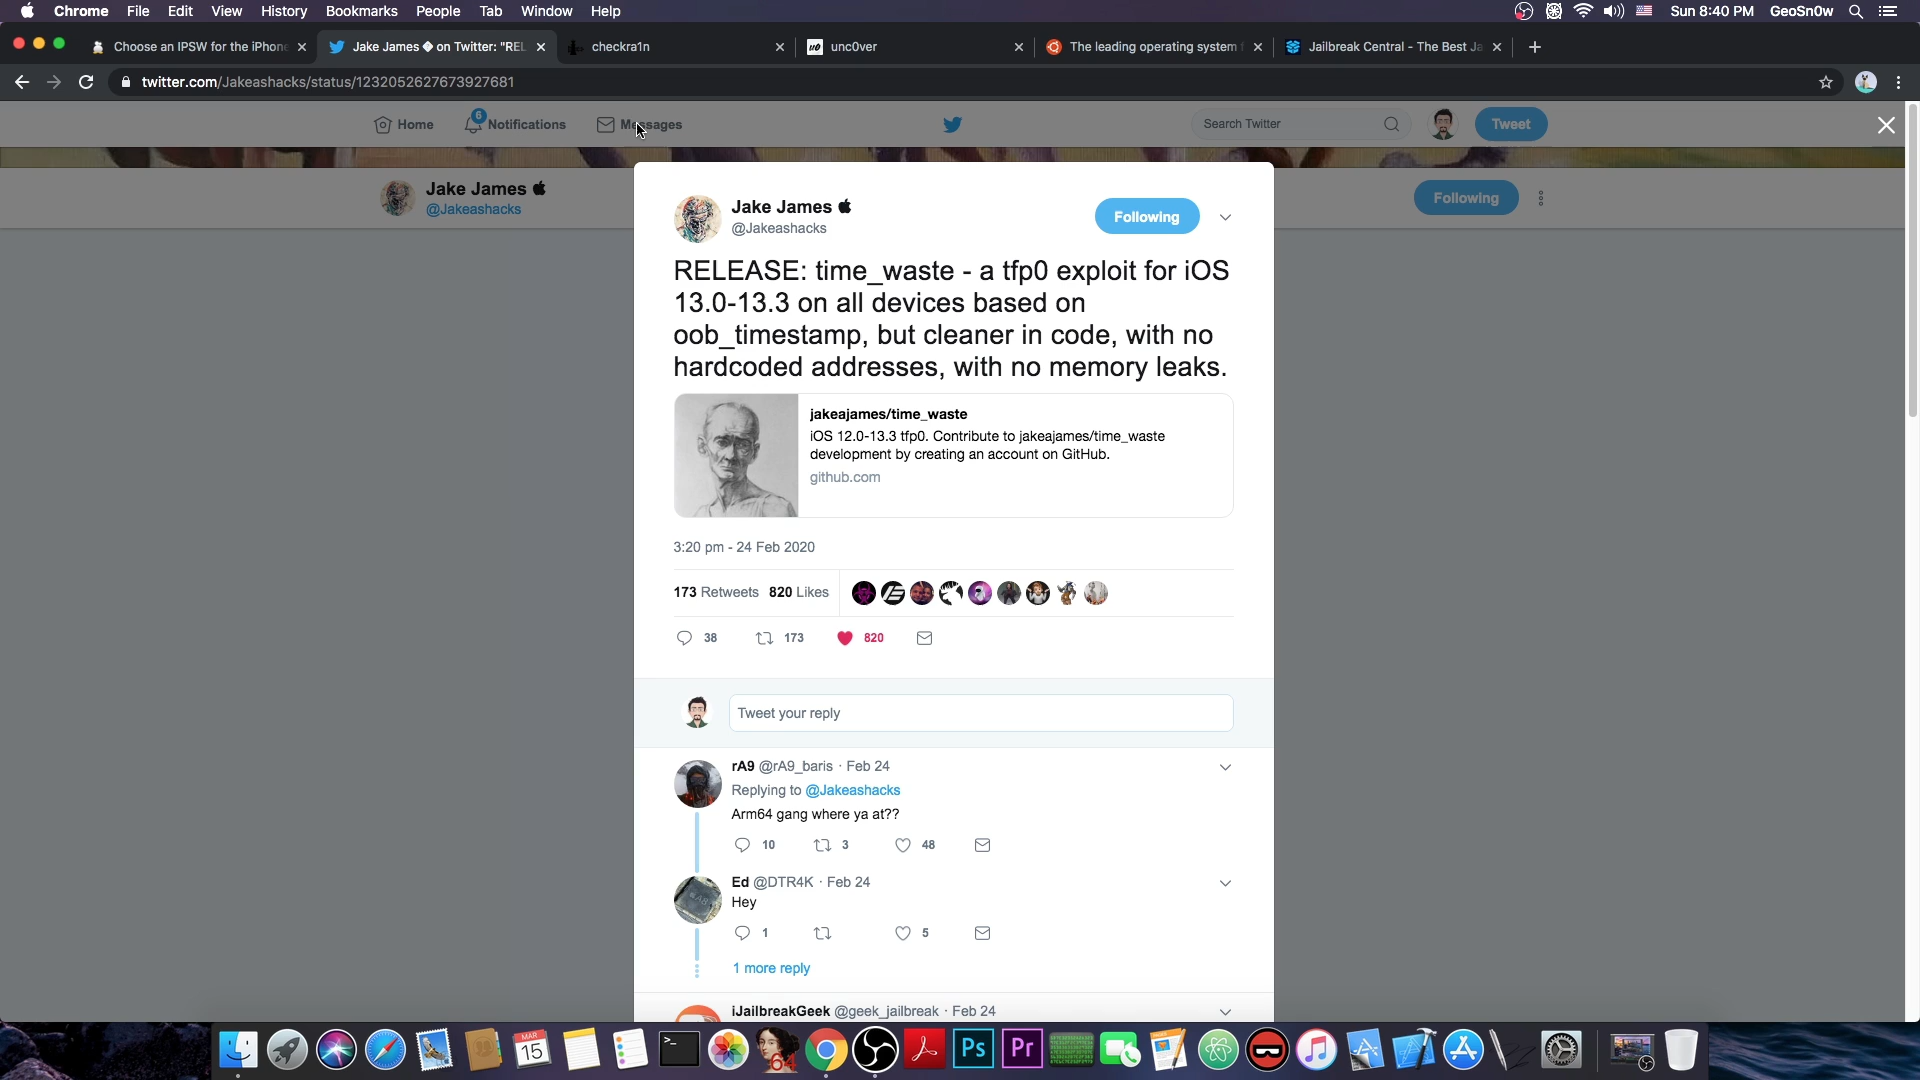 Chrome File Edit View History Bookmarks People Tab Window Help Sun 8:40 PM GeoSn0w
Choose an IPSW for the iPhone Jake James on Twitter: "REL checkra1n unc0ver The leading operating system f Jailbreak Central - The Best Ja
twitter.com/Jakeashacks/status/1232052627673927681
Home 6 Notifications Messages Search Twitter Tweet
Jake James
@Jakeashacks
Following
Jake James
@Jakeashacks
Following
RELEASE: time_waste - a tfp0 exploit for iOS
13.0-13.3 on all devices based on
oob_timestamp, but cleaner in code, with no
hardcoded addresses, with no memory leaks.
jakeajames/time_waste
iOS 12.0-13.3 tfp0. Contribute to jakeajames/time_waste
development by creating an account on GitHub.
github.com
3:20 pm - 24 Feb 2020
173 Retweets 820 Likes
38 173 820
Tweet your reply
rA9 @rA9_baris · Feb 24
Replying to @Jakeashacks
Arm64 gang where ya at??
10 3 48
Ed @DTR4K · Feb 24
Hey
1 5
1 more reply
iJailbreakGeek @geek_jailbreak · Feb 24
MAR
15
64
Ps
Pr